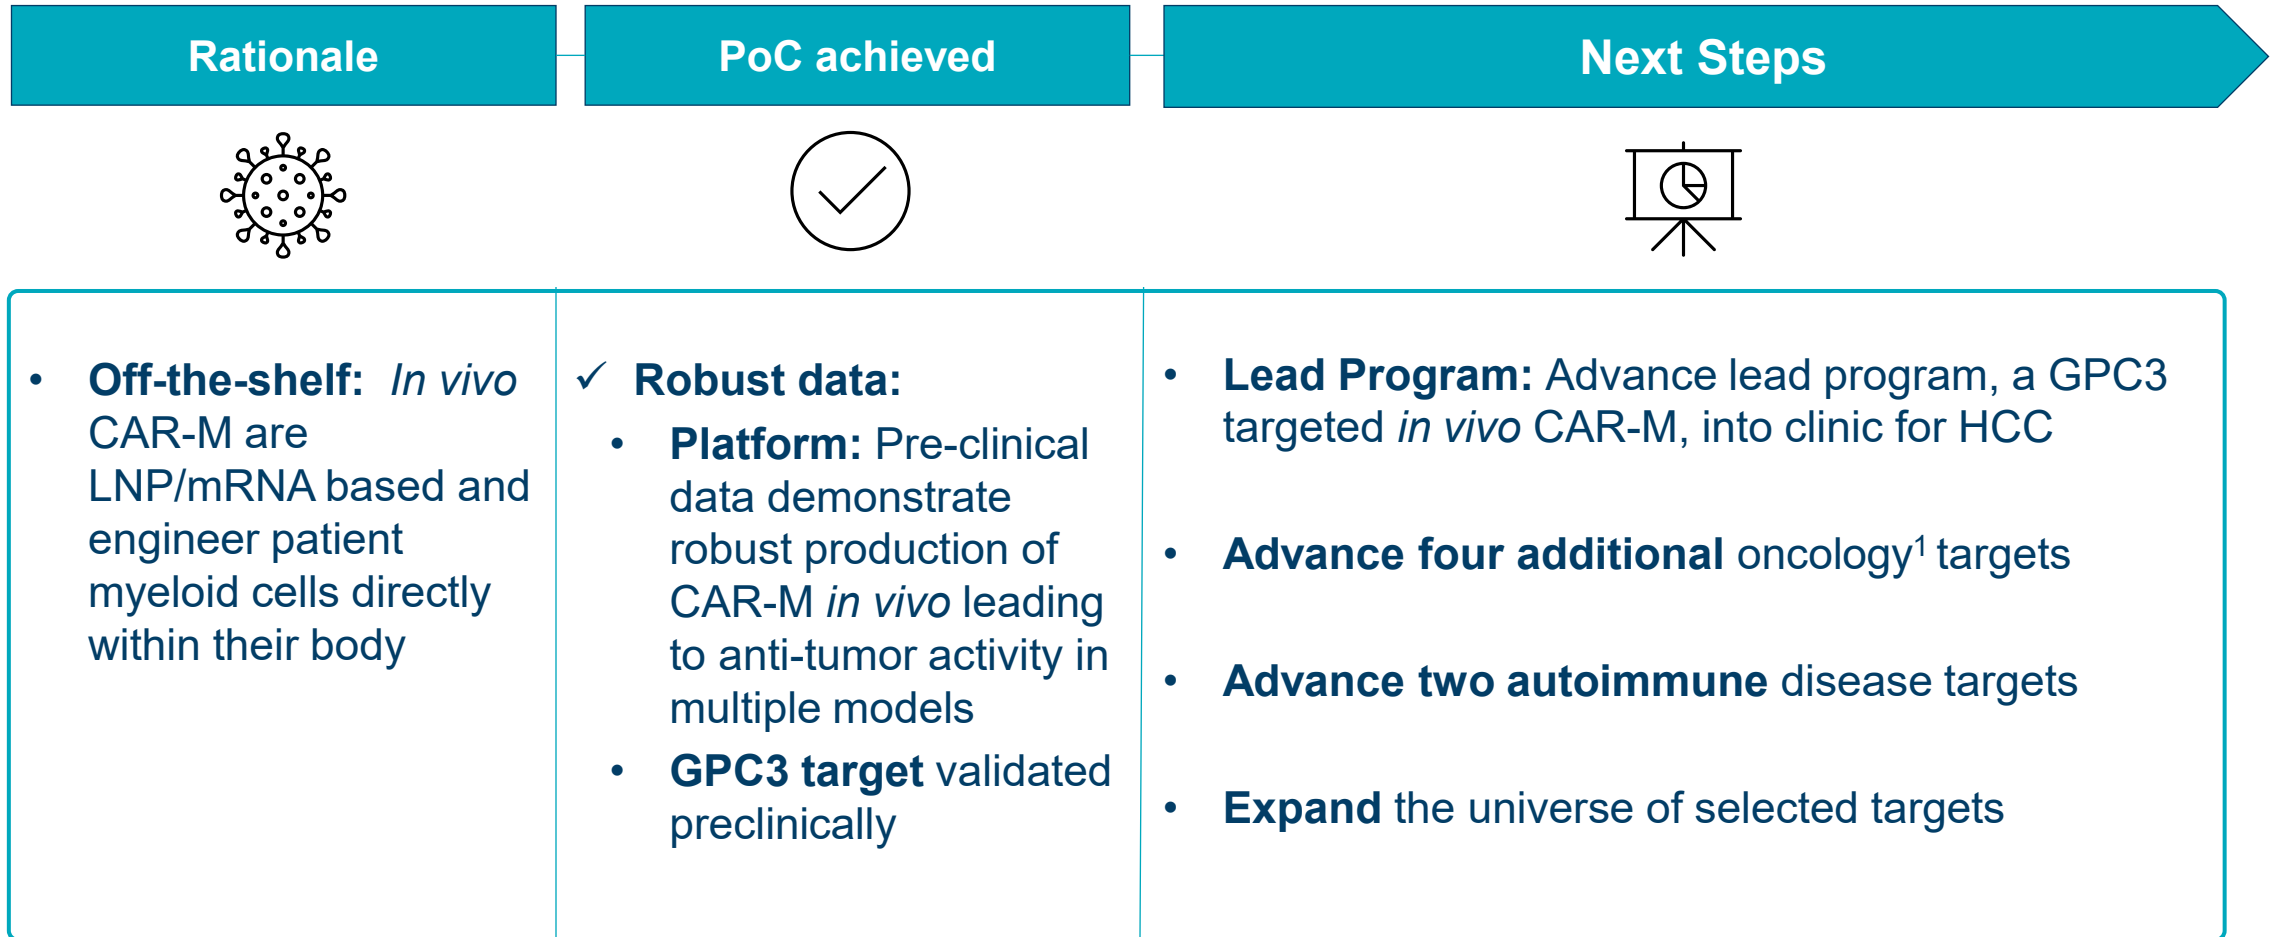 Rationale
PoC achieved
Next Steps
• Off-the-shelf: In vivo
CAR-M are
LNP/mRNA based and
engineer patient
myeloid cells directly
within their body
✓ Robust data:
• Platform: Pre-clinical
data demonstrate
robust production of
CAR-M in vivo leading
to anti-tumor activity in
multiple models
• GPC3 target validated
preclinically
• Lead Program: Advance lead program, a GPC3
targeted in vivo CAR-M, into clinic for HCC
• Advance four additional oncology¹ targets
• Advance two autoimmune disease targets
• Expand the universe of selected targets